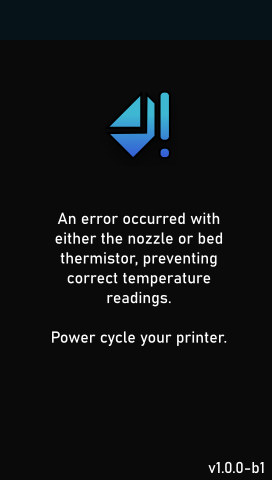 An error occurred with
either the nozzle or bed
thermistor, preventing
correct temperature
readings.
Power cycle your printer.
v1.0.0-b1